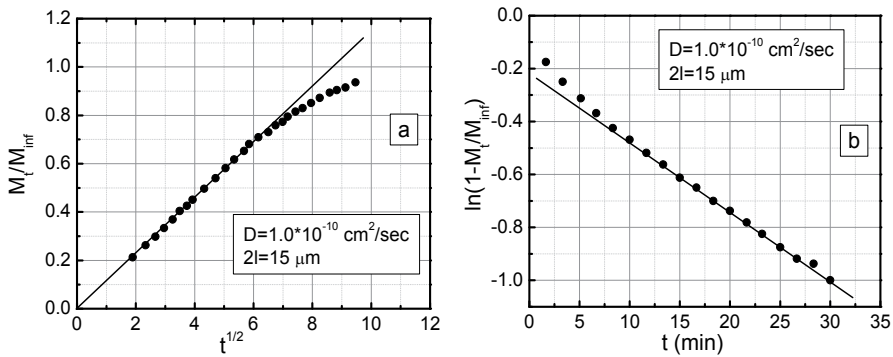 1.2
1.0
0.8
0.6
0.4
0.2
0.0
0 2 4 6 8 10 12
M_t/M_inf
t^1/2
a
D=1.0*10^-10 cm^2/sec
2l=15 μm
0.0
-0.2
-0.4
-0.6
-0.8
-1.0
0 5 10 15 20 25 30 35
ln(1-M_t/M_inf)
t (min)
D=1.0*10^-10 cm^2/sec
2l=15 μm
b